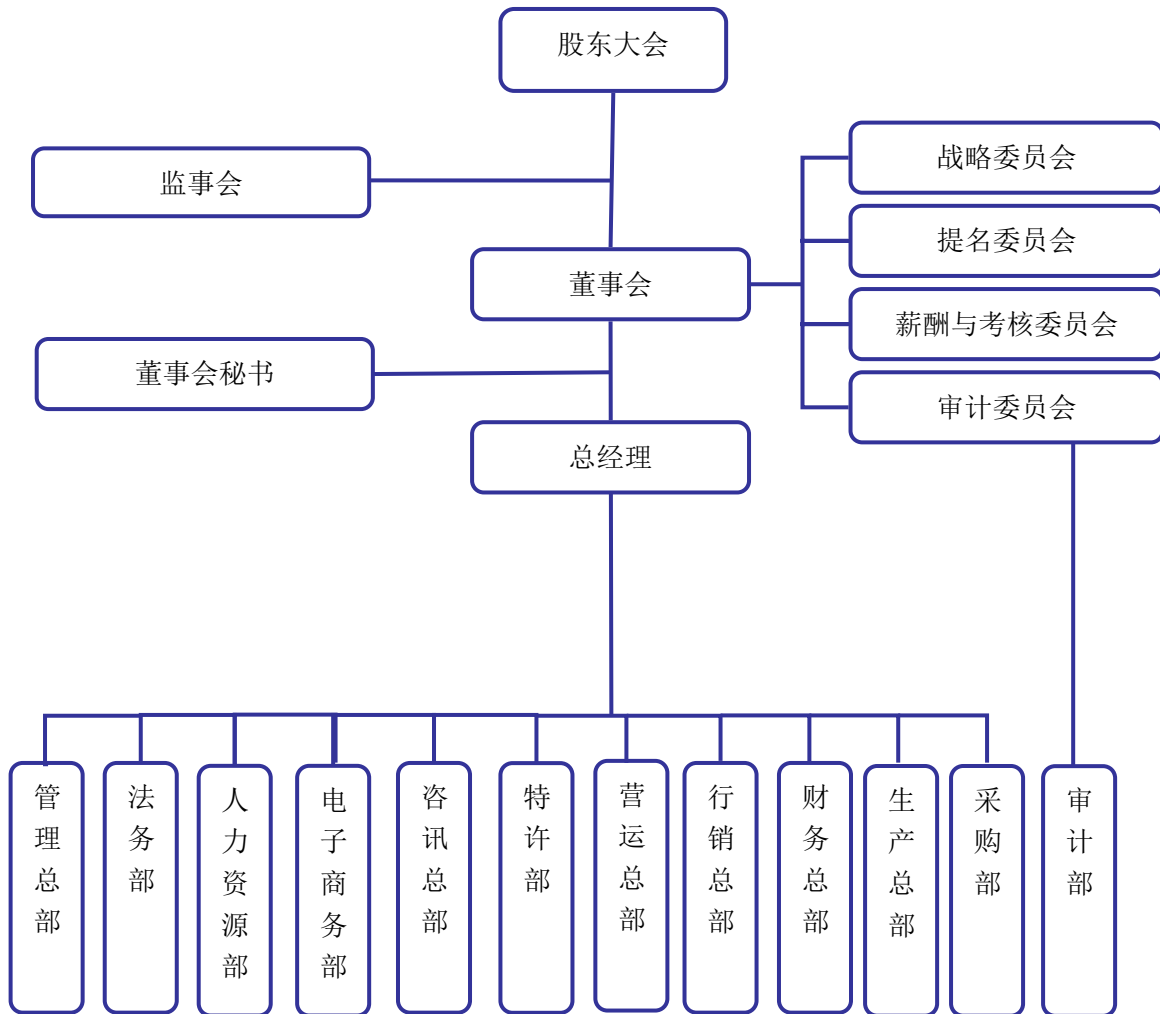 股东大会
战略委员会
监事会
提名委员会
董事会
薪酬与考核委员会
董事会秘书
审计委员会
总经理
管理总部
法务部
人力资源部
电子商务部
咨讯总部
特许部
营运总部
行销总部
财务总部
生产总部
采购部
审计部